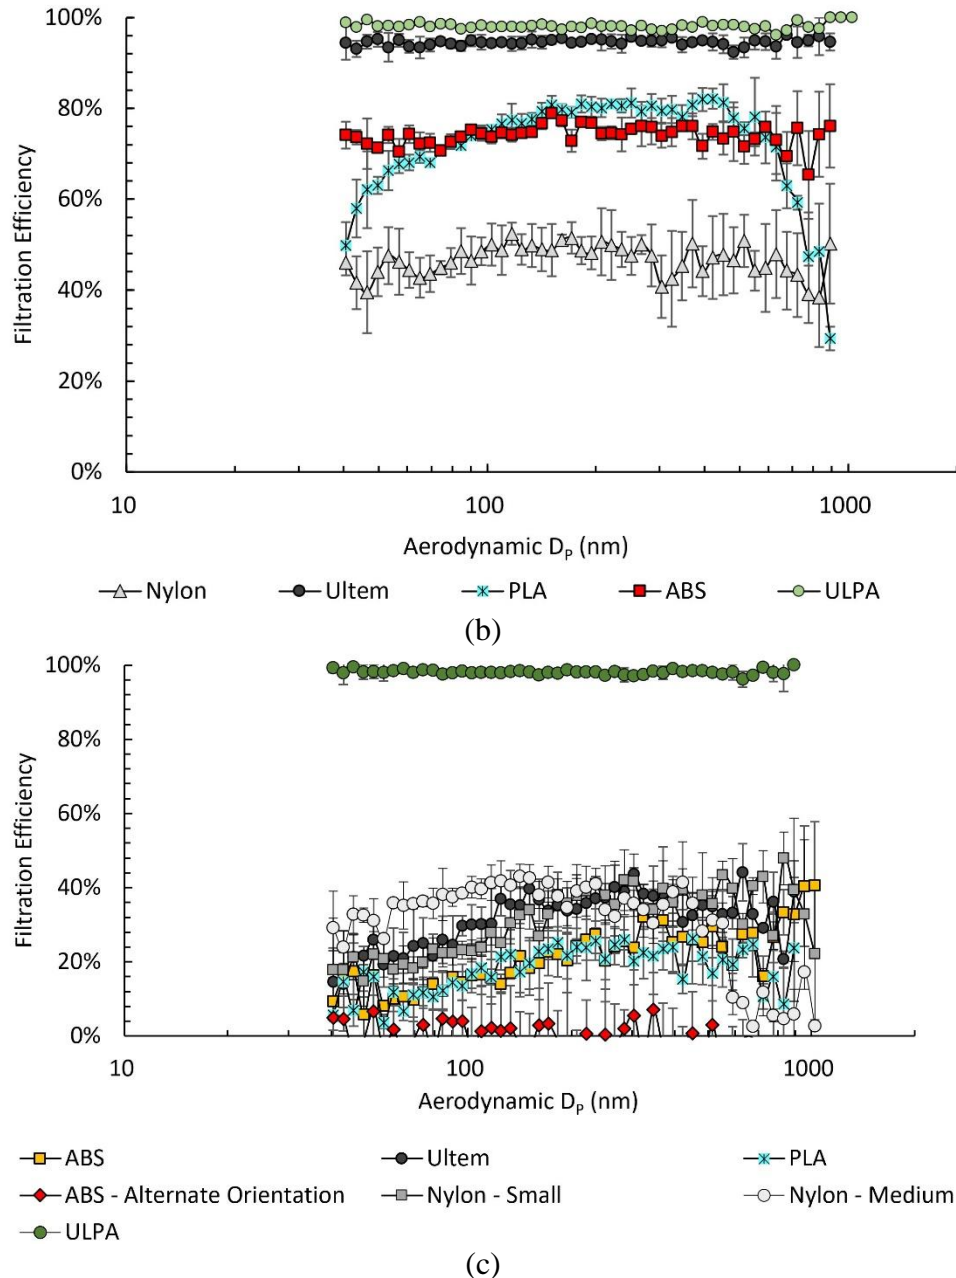 100%
80%
60%
40%
20%
0%
Filtration Efficiency
10 100 1000
Aerodynamic Dₚ (nm)
Nylon Ultem PLA ABS ULPA
(b)
100%
80%
60%
40%
20%
0%
Filtration Efficiency
10 100 1000
Aerodynamic Dₚ (nm)
ABS Ultem PLA
ABS - Alternate Orientation Nylon - Small Nylon - Medium
ULPA
(c)